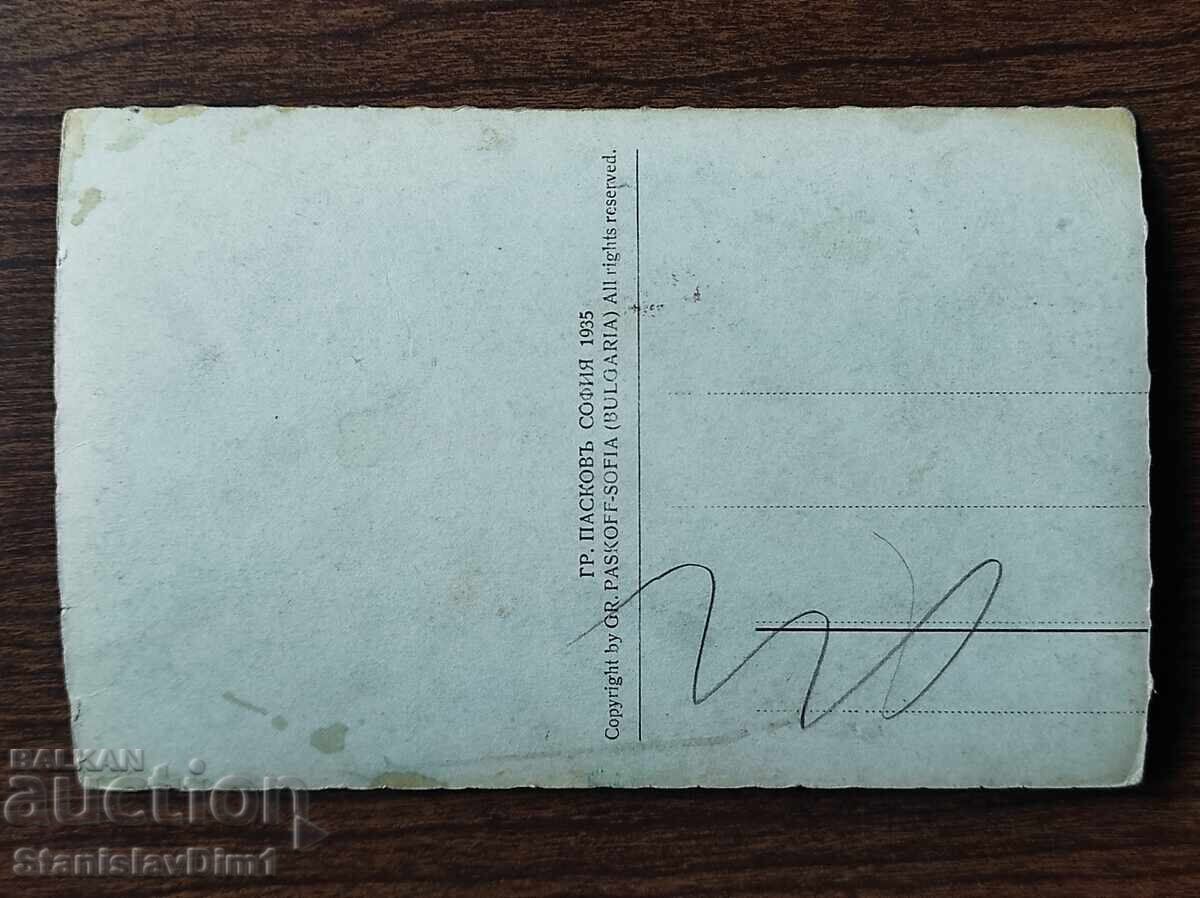 ГР. ПАСКОВЪ СОФИЯ 1935
Copyright by GR. PASKOFF-SOFIA (BULGARIA) All rights reserved.
BALKAN
auction
StanislavDim1